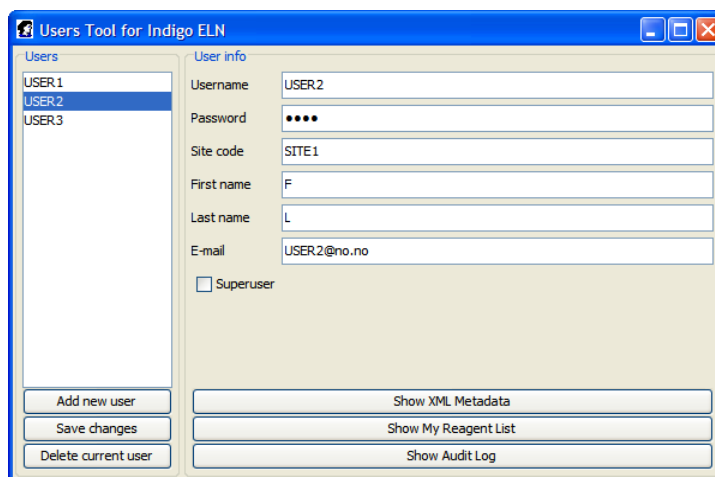 Users Tool for Indigo ELN
Users
USER1
USER2
USER3
Add new user
Save changes
Delete current user
User info
Username USER2
Password ••••
Site code SITE1
First name F
Last name L
E-mail USER2@no.no
Superuser
Show XML Metadata
Show My Reagent List
Show Audit Log